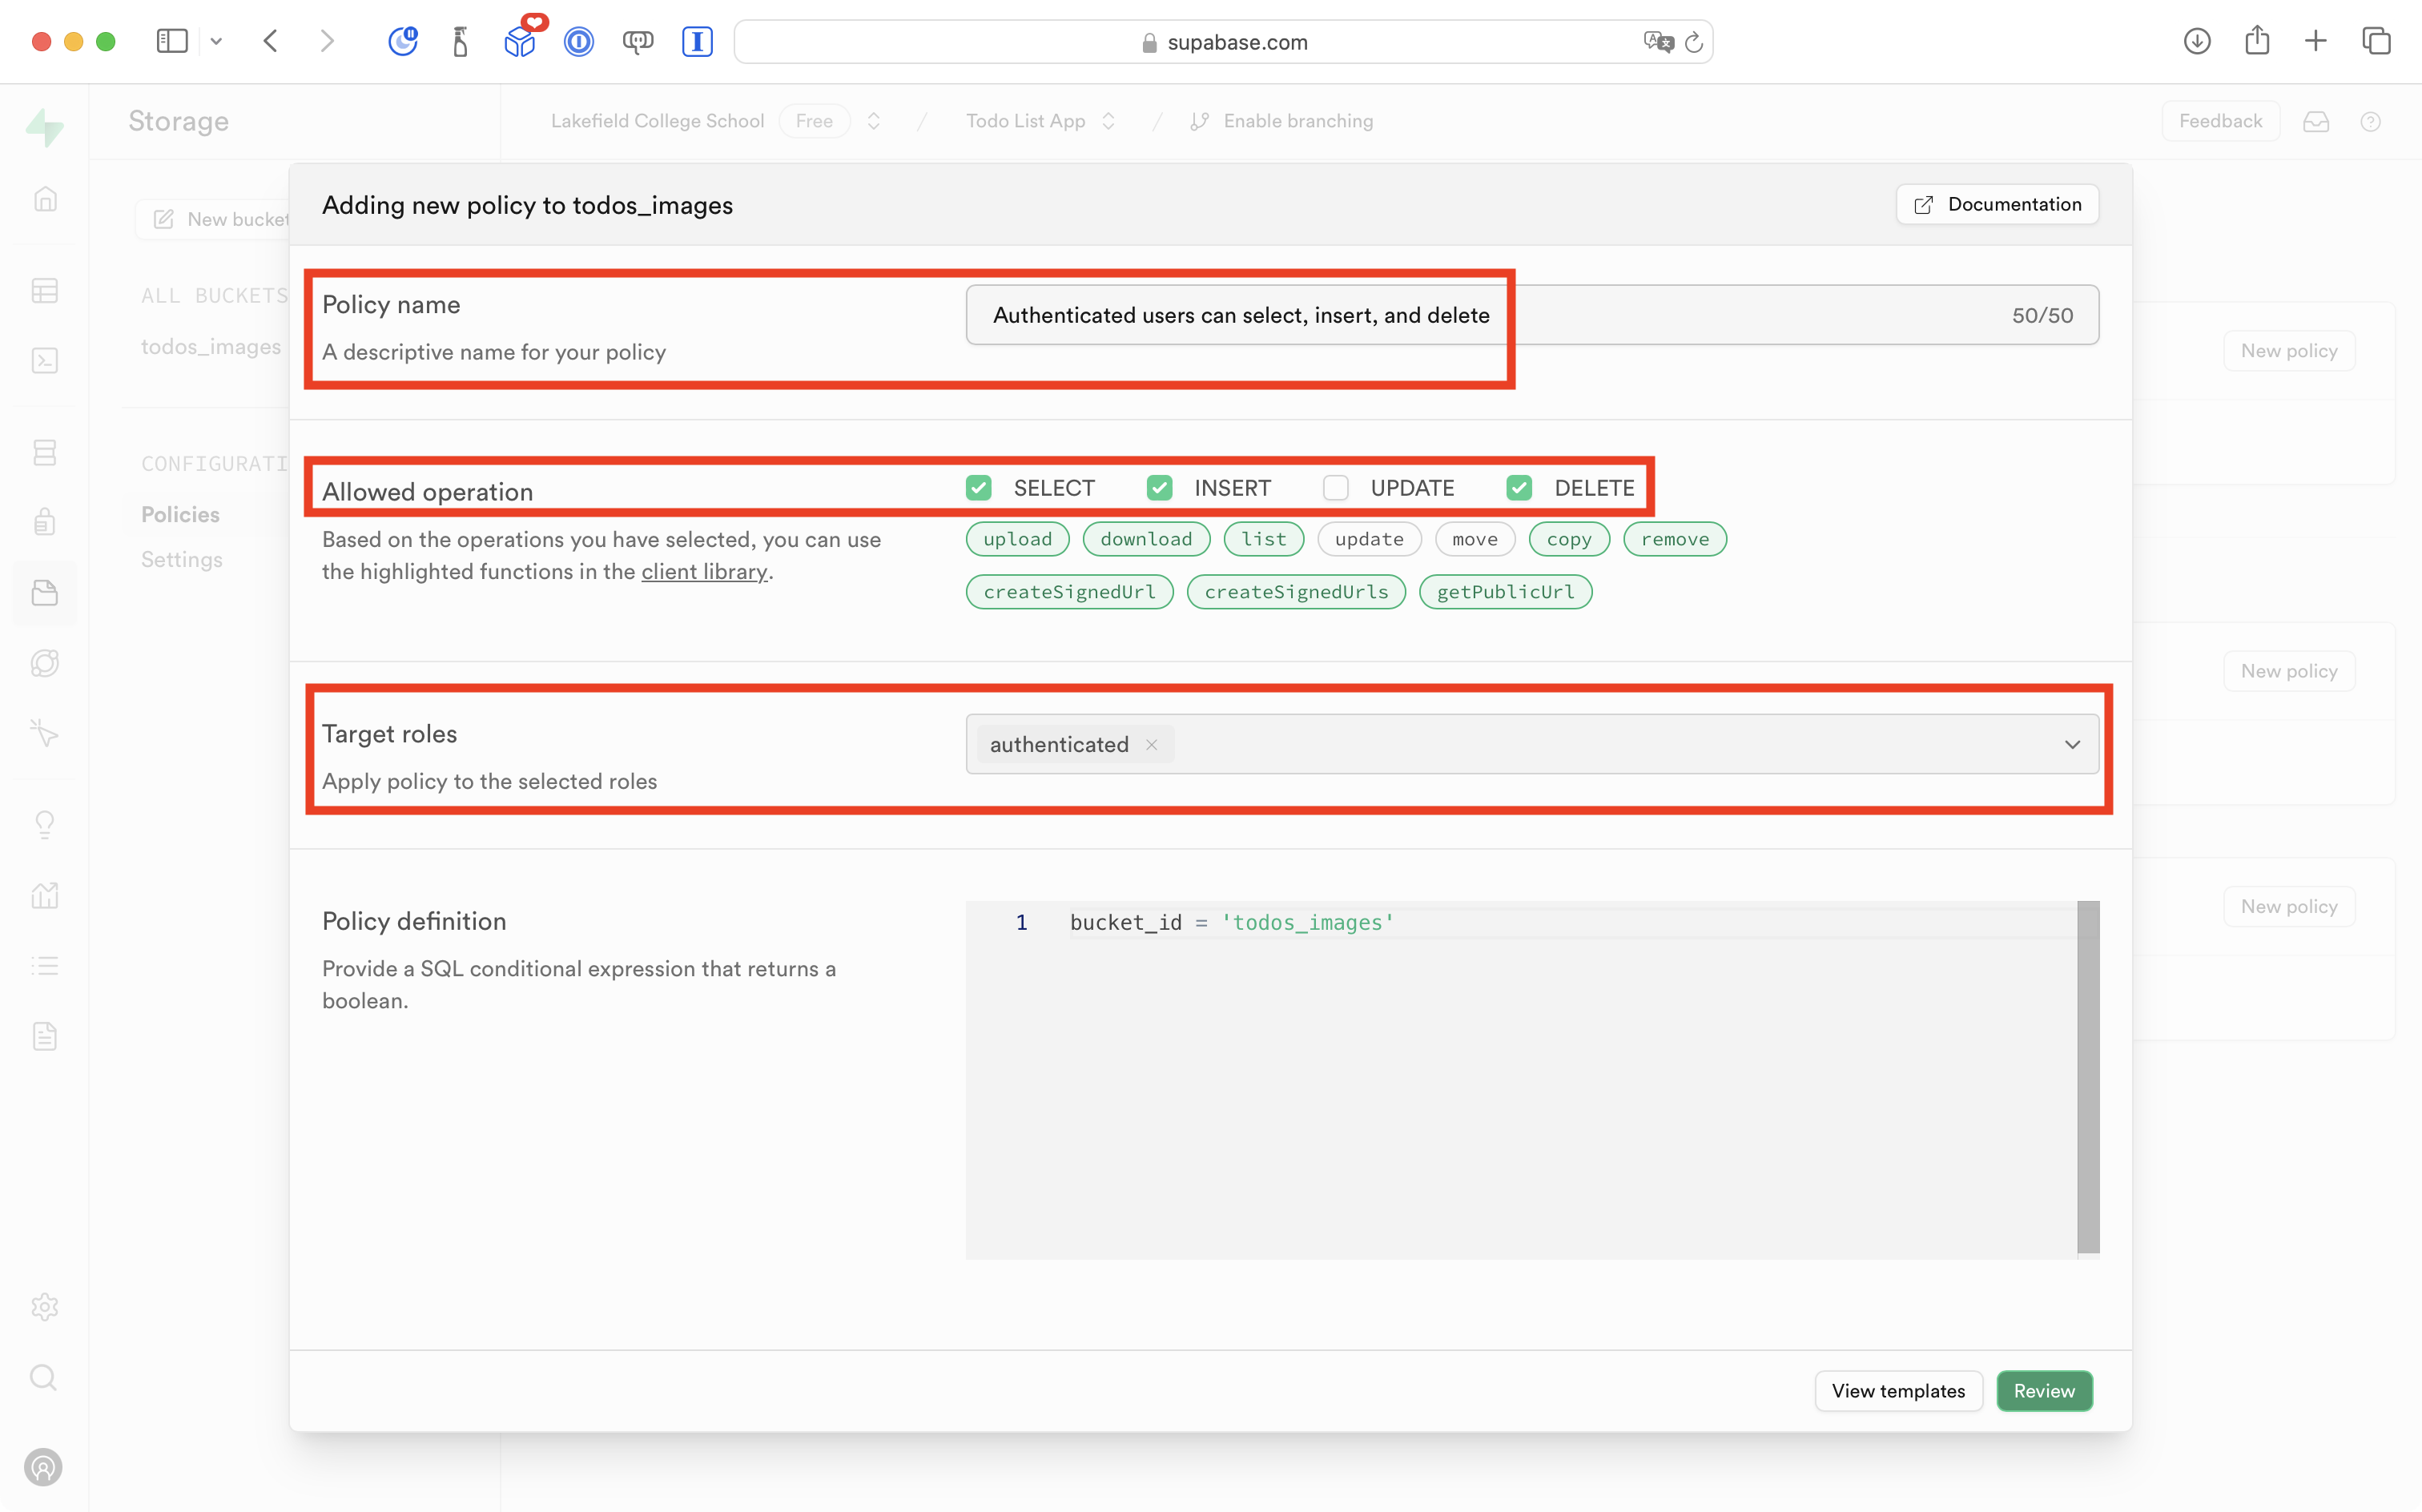 supabase.com
Storage
Lakefield College School Free / Todo List App / Enable branching
Feedback
New bucket
ALL BUCKETS
todos_images
CONFIGURATI
Policies
Settings
Adding new policy to todos_images
Documentation
Policy name
A descriptive name for your policy
Authenticated users can select, insert, and delete
50/50
Allowed operation
SELECT INSERT UPDATE DELETE
Based on the operations you have selected, you can use
the highlighted functions in the client library.
upload download list update move copy remove
createSignedUrl createSignedUrls getPublicUrl
Target roles
Apply policy to the selected roles
authenticated
Policy definition
Provide a SQL conditional expression that returns a
boolean.
1 bucket_id = 'todos_images'
View templates
Review
New policy
New policy
New policy